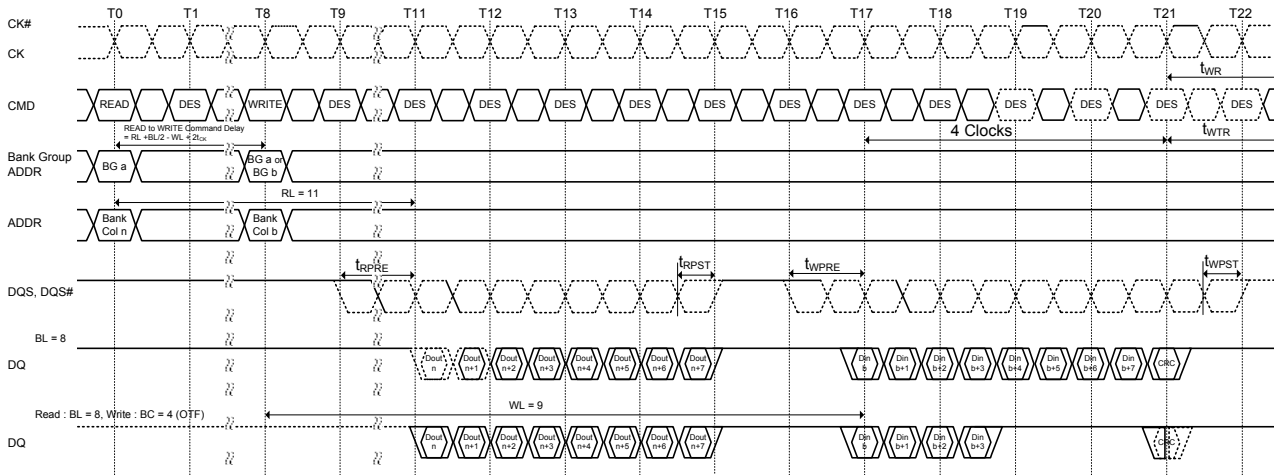 T0 T1 T8 T9 T11 T12 T13 T14 T15 T16 T17 T18 T19 T20 T21 T22
CK#
CK
tWR
CMD READ DES WRITE DES DES DES DES DES DES DES DES DES DES DES DES DES
READ to WRITE Command Delay
= RL +BL/2 - WL + 2tCK
4 Clocks
tWTR
Bank Group
ADDR
BG a
BG a or
BG b
RL = 11
ADDR
Bank
Col n
Bank
Col b
tRPRE tRPST tWPRE tWPST
DQS, DQS#
BL = 8
DQ
Dout n Dout n+1 Dout n+2 Dout n+3 Dout n+4 Dout n+5 Dout n+6 Dout n+7 Din b Din b+1 Din b+2 Din b+3 Din b+4 Din b+5 Din b+6 Din b+7 CRC
WL = 9
Read : BL = 8, Write : BC = 4 (OTF)
DQ
Dout n Dout n+1 Dout n+2 Dout n+3 Dout n+4 Dout n+5 Dout n+6 Dout n+7 Din b Din b+1 Din b+2 Din b+3 CRC